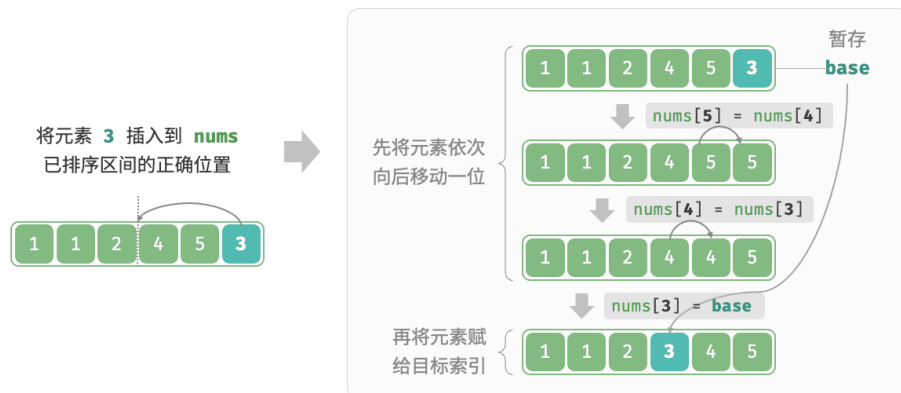 将元素 3 插入到 nums
已排序区间的正确位置
1 1 2 4 5 3
暂存
base
1 1 2 4 5 3
nums[5] = nums[4]
先将元素依次
向后移动一位
1 1 2 4 5 5
nums[4] = nums[3]
1 1 2 4 4 5
nums[3] = base
再将元素赋
给目标索引
1 1 2 3 4 5